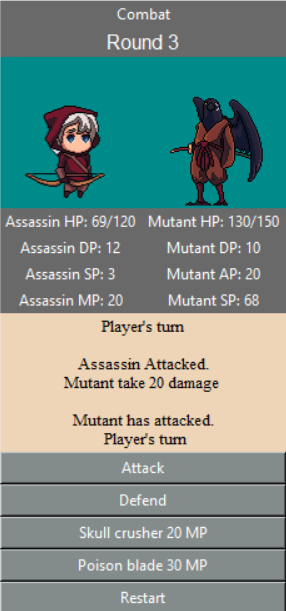 Combat
Round 3
Assassin HP: 69/120 Mutant HP: 130/150
Assassin DP: 12 Mutant DP: 10
Assassin SP: 3 Mutant AP: 20
Assassin MP: 20 Mutant SP: 68
Player's turn
Assassin Attacked.
Mutant take 20 damage
Mutant has attacked.
Player's turn
Attack
Defend
Skull crusher 20 MP
Poison blade 30 MP
Restart